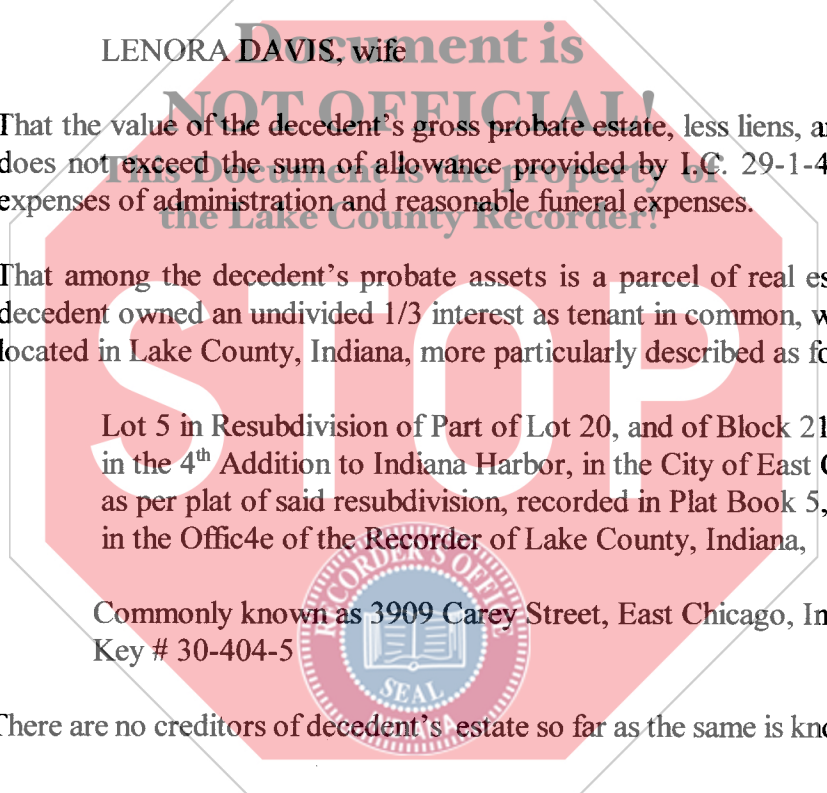 LENORA DAVIS, wife
Document is
NOT OFFICIAL!
That the value of the decedent's gross probate estate, less liens,
does not exceed the sum of allowance provided by I.C. 29-1-4
This Document is the property of
expenses of administration and reasonable funeral expenses.
the Lake County Recorder!
That among the decedent's probate assets is a parcel of real
decedent owned an undivided 1/3 interest as tenant in common,
located in Lake County, Indiana, more particularly described as
STOP
Lot 5 in Resubdivision of Part of Lot 20, and of Block 21
in the 4th Addition to Indiana Harbor, in the City of East
as per plat of said resubdivision, recorded in Plat Book 5,
in the Offic4e of the Recorder of Lake County, Indiana,
RECORDER'S OFFICE
Commonly known as 3909 Carey Street, East Chicago,
Key # 30-404-5
SEAL
INDIANA
There are no creditors of decedent's estate so far as the same is